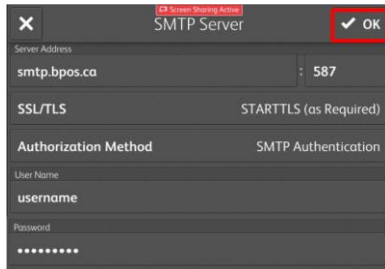 Screen Sharing Active
SMTP Server
OK
Server Address
smtp.bpos.ca : 587
SSL/TLS STARTTLS (as Required)
Authorization Method SMTP Authentication
User Name
username
Password
•••••••••